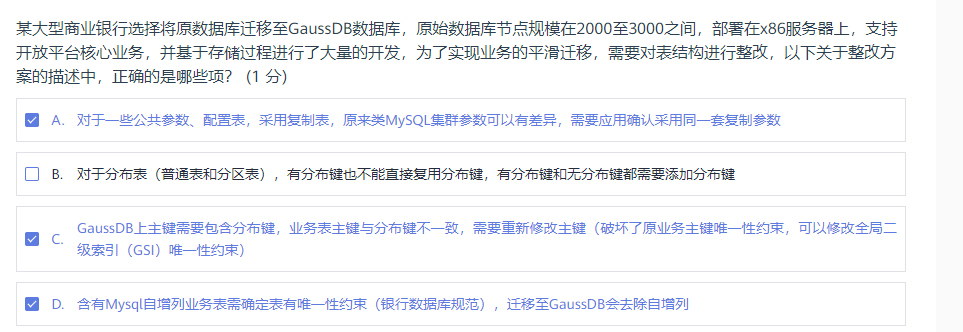 某大型商业银行选择将原数据库迁移至GaussDB数据库，原始数据库节点规模在2000至3000之间，部署在x86服务器上，支持
开放平台核心业务，并基于存储过程进行了大量的开发，为了实现业务的平滑迁移，需要对表结构进行整改，以下关于整改方
案的描述中，正确的是哪些项？ (1 分)
A. 对于一些公共参数、配置表，采用复制表，原来类MySQL集群参数可以有差异，需要应用确认采用同一套复制参数
B. 对于分布表（普通表和分区表），有分布键也不能直接复用分布键，有分布键和无分布键都需要添加分布键
C. GaussDB上主键需要包含分布键，业务表主键与分布键不一致，需要重新修改主键（破坏了原业务主键唯一性约束，可以修改全局二
级索引（GSI）唯一性约束）
D. 含有Mysql自增列业务表需确定表有唯一性约束（银行数据库规范），迁移至GaussDB会去除自增列